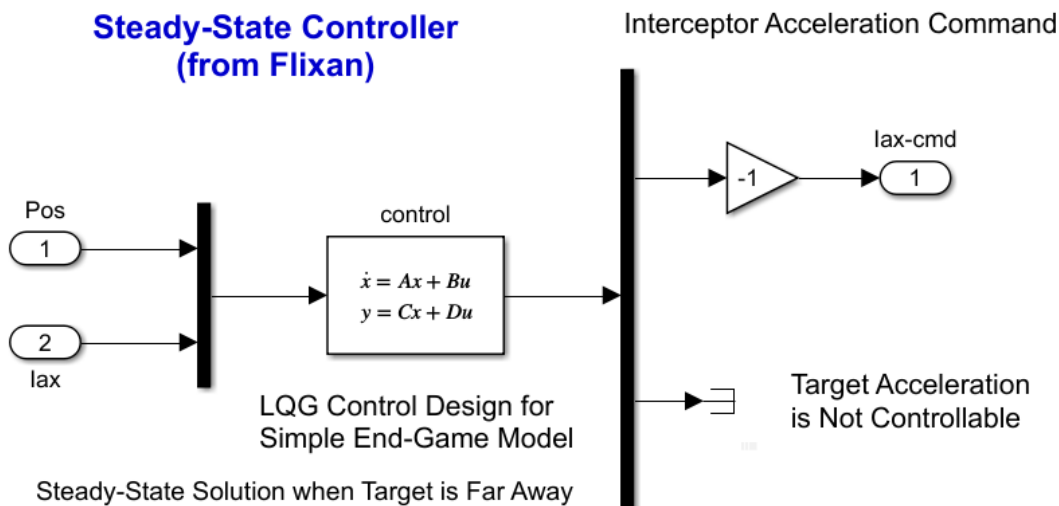 Steady-State Controller
(from Flixan)
Interceptor Acceleration Command
Iax-cmd
-1
1
Pos
1
control
ẋ = Ax + Bu
y = Cx + Du
2
Iax
LQG Control Design for
Simple End-Game Model
Target Acceleration
is Not Controllable
Steady-State Solution when Target is Far Away